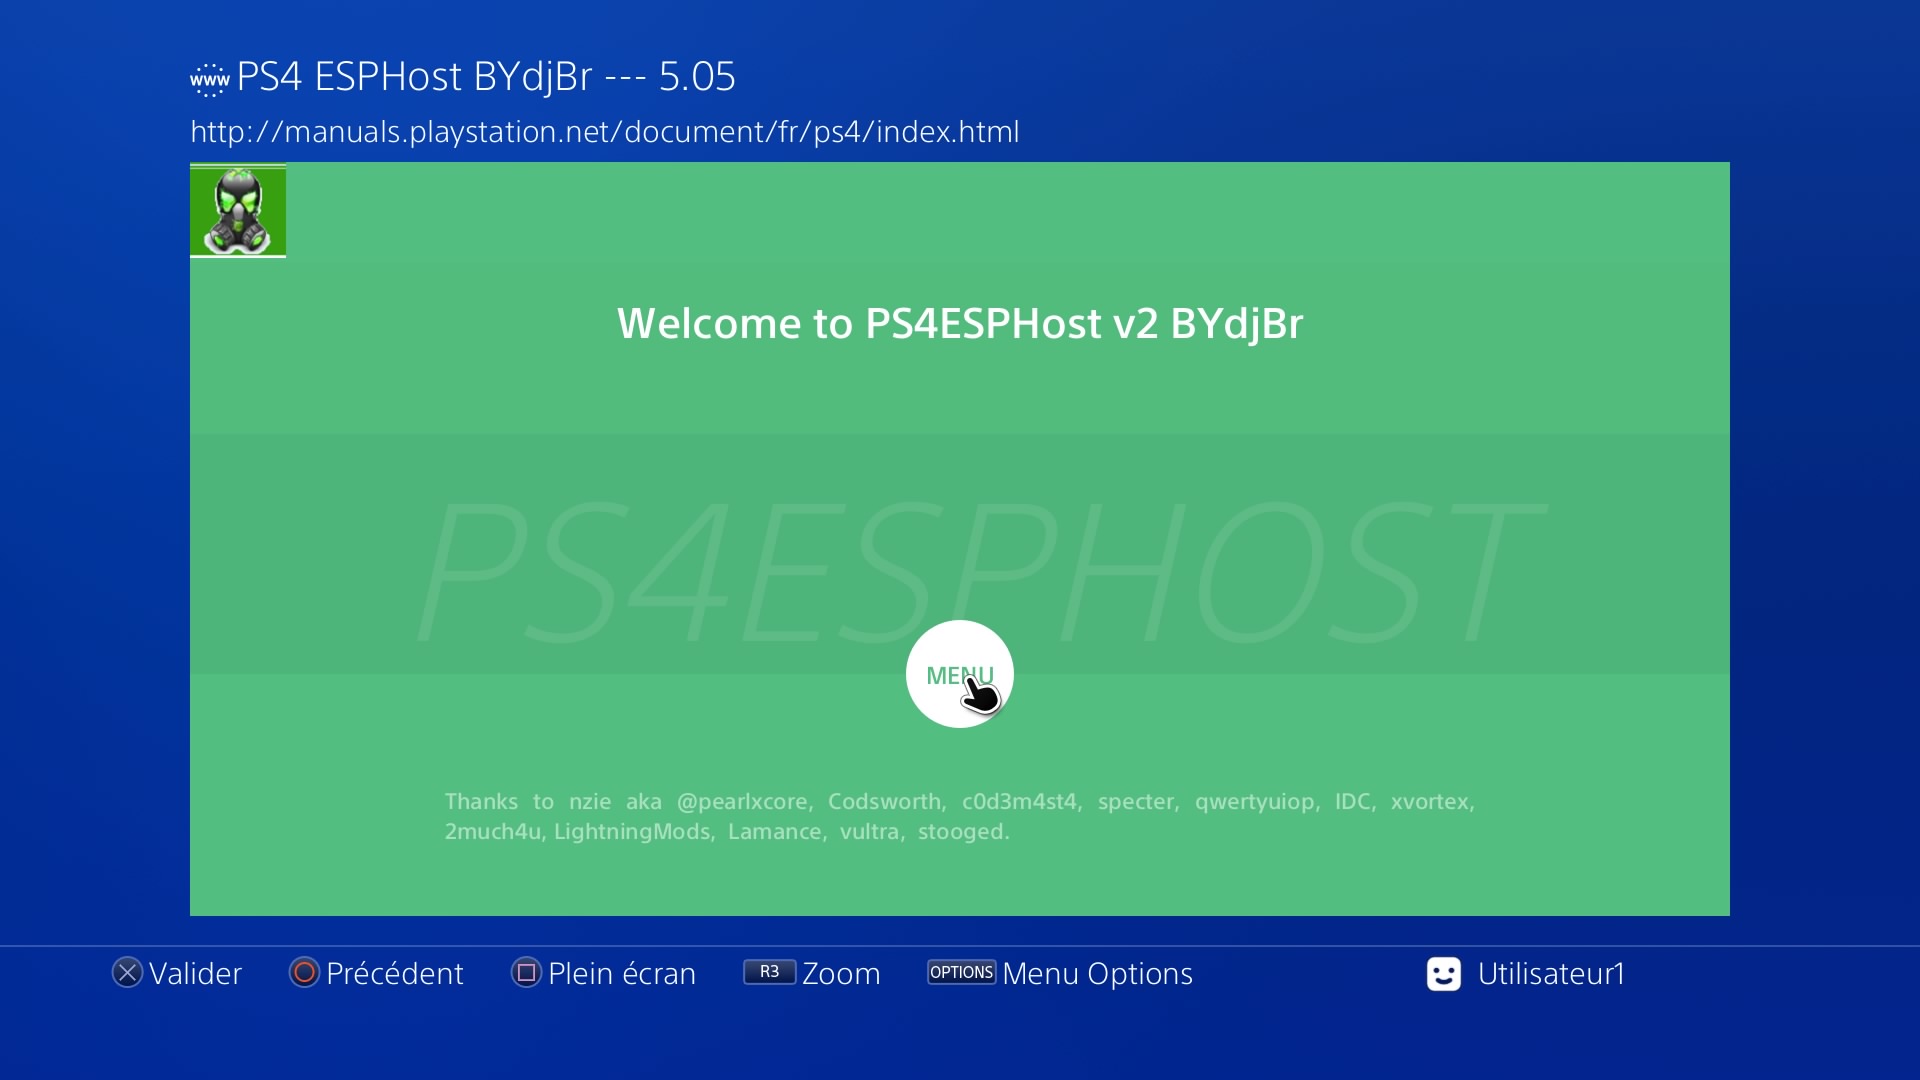 www PS4 ESPHost BYdjBr --- 5.05
http://manuals.playstation.net/document/fr/ps4/index.html
Welcome to PS4ESPHost v2 BYdjBr
PS4ESPHOST
MENU
Thanks to nzie aka @pearlxcore, Codsworth, c0d3m4st4, specter, qwertyuiop, IDC, xvortex,
2much4u, LightningMods, Lamance, vultra, stooged.
Valider Précédent Plein écran R3 Zoom OPTIONS Menu Options Utilisateur1